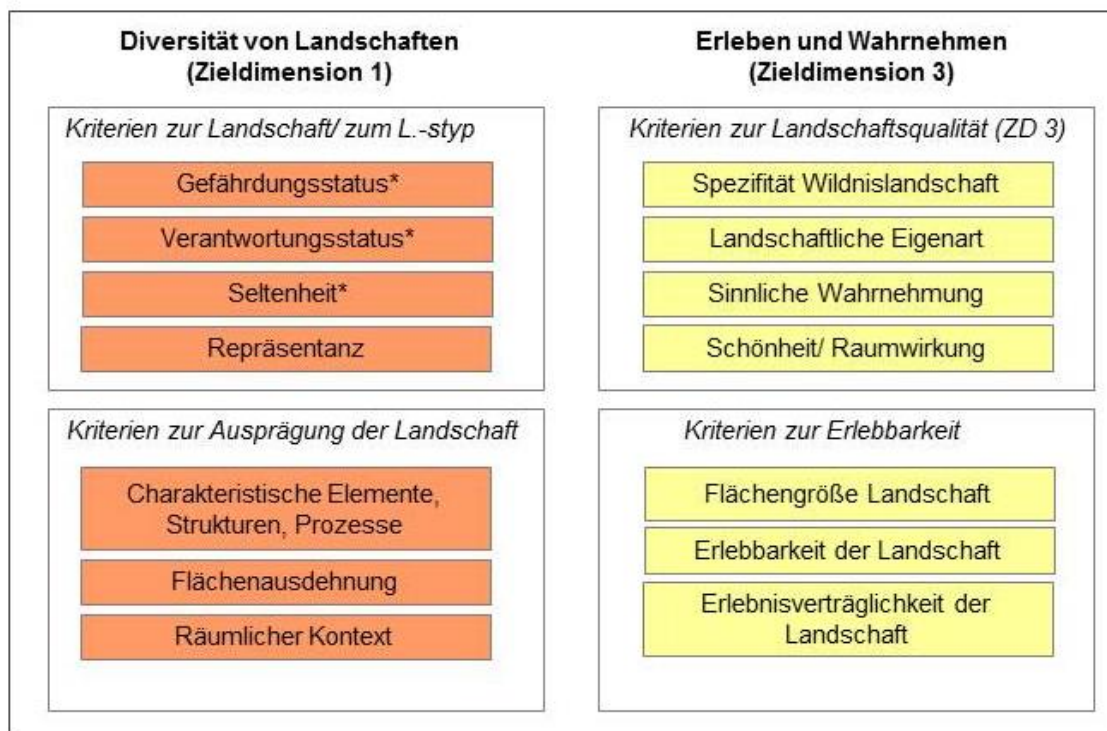 Diversität von Landschaften
(Zieldimension 1)
Kriterien zur Landschaft/ zum L.-styp
Gefährdungsstatus*
Verantwortungsstatus*
Seltenheit*
Repräsentanz
Kriterien zur Ausprägung der Landschaft
Charakteristische Elemente,
Strukturen, Prozesse
Flächenausdehnung
Räumlicher Kontext
Erleben und Wahrnehmen
(Zieldimension 3)
Kriterien zur Landschaftsqualität (ZD 3)
Spezifität Wildnislandschaft
Landschaftliche Eigenart
Sinnliche Wahrnehmung
Schönheit/ Raumwirkung
Kriterien zur Erlebbarkeit
Flächengröße Landschaft
Erlebbarkeit der Landschaft
Erlebnisverträglichkeit der
Landschaft